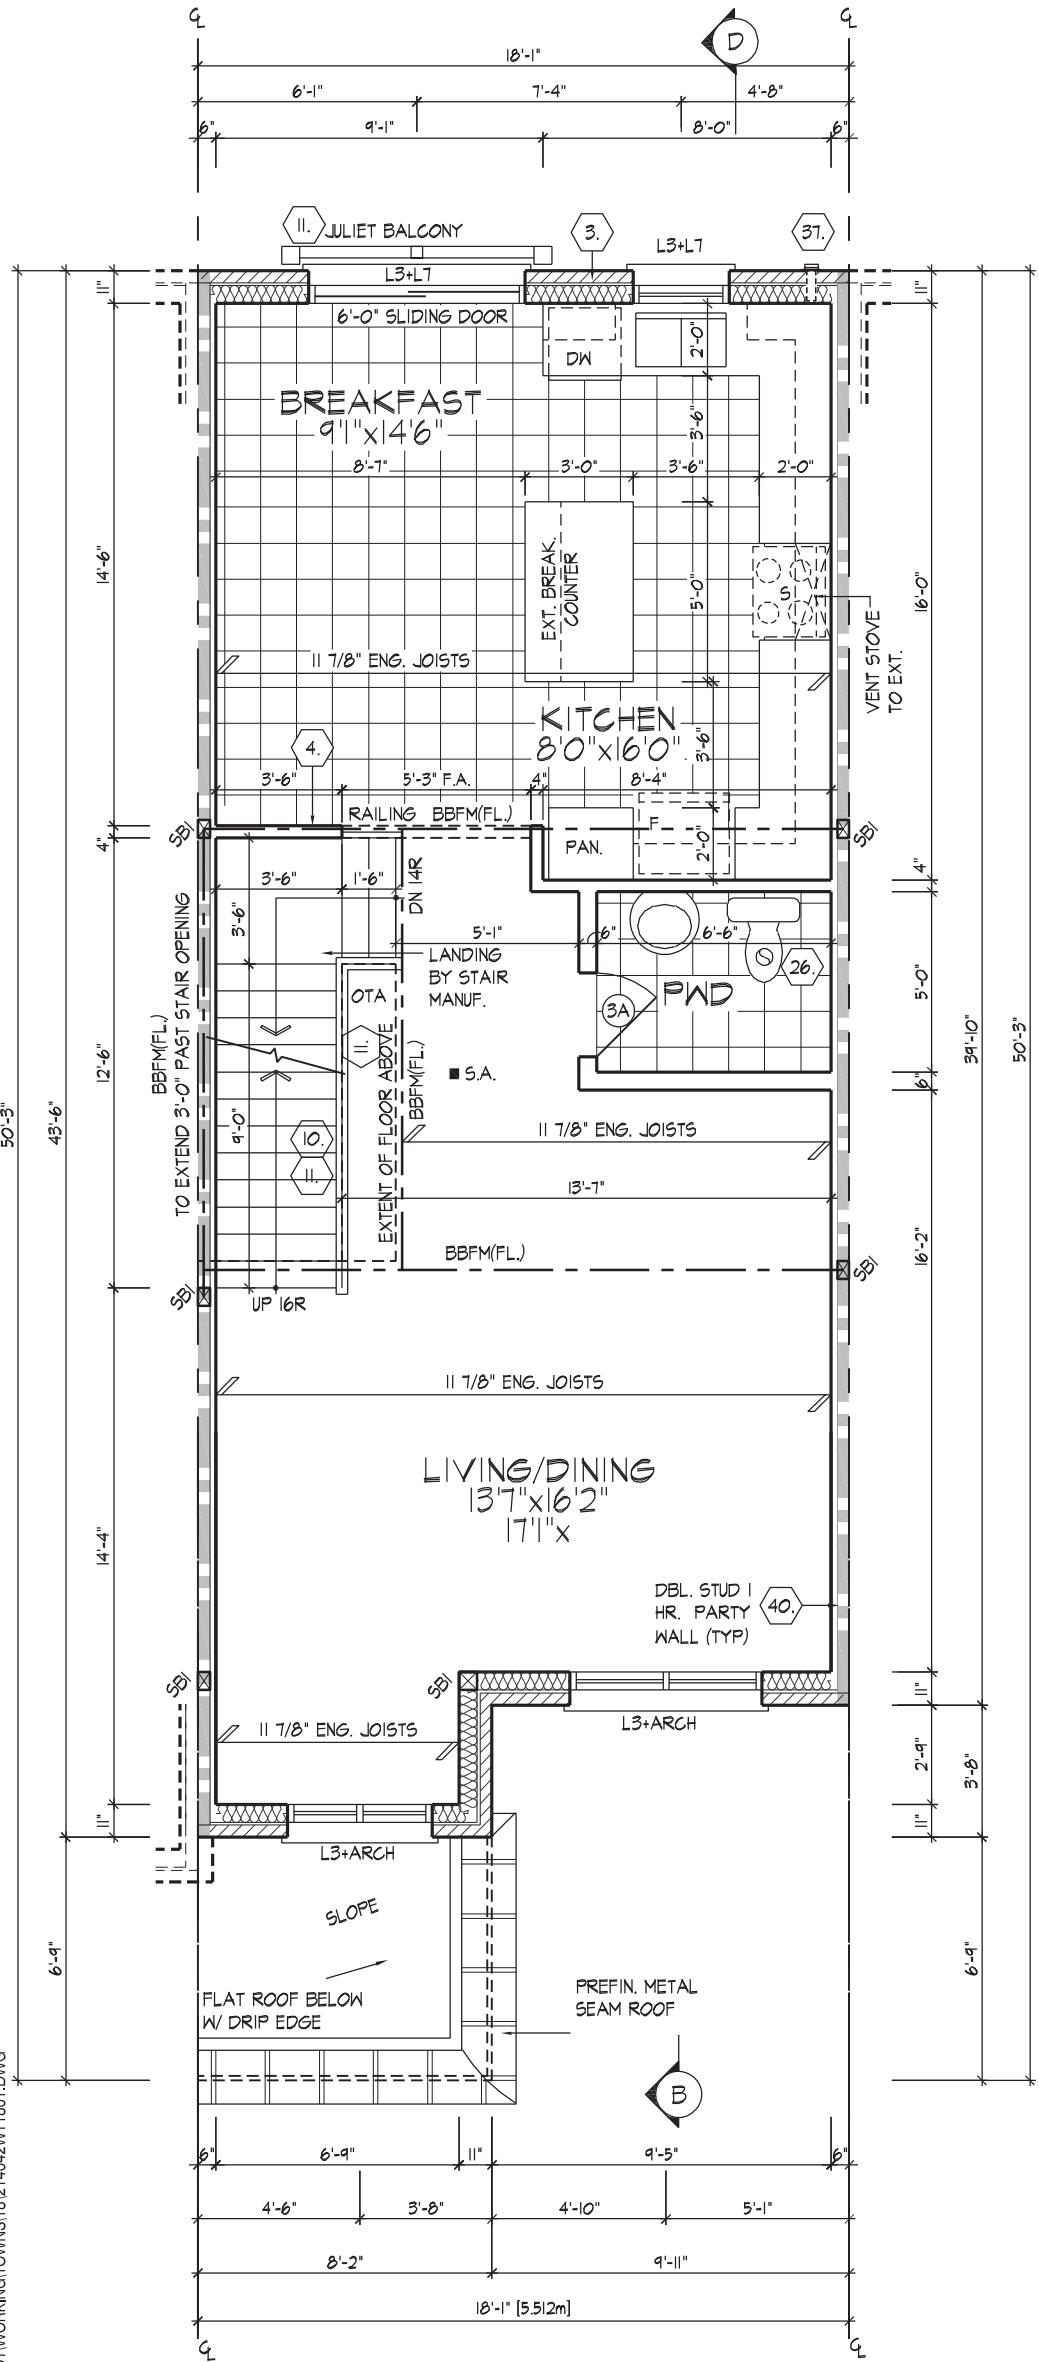 ℄ ℄
D
18'-1"
6'-1" 7'-4" 4'-8"
6" 9'-1" 8'-0" 6"
11. JULIET BALCONY 3. 37.
L3+L7 L3+L7
11" 11"
6'-0" SLIDING DOOR
2'-0"
DW
BREAKFAST
9'1"x14'6"
3'-6"
8'-7" 3'-0" 3'-6" 2'-0"
14'-6"
EXT. BREAK.
COUNTER
5'-0"
S
16'-0"
VENT STOVE
TO EXT.
11 7/8" ENG. JOISTS
KITCHEN
8'0"x16'0"
3'-6"
4.
3'-6" 5'-3" F.A. 4" 8'-4"
RAILING BBFM(FL.)
SB1 SB1
4" 4"
PAN. F 2'-0"
3'-6" 1'-6" DN 14R
3'-6"
5'-1" 6" 6'-6"
LANDING
BY STAIR
MANUF.
OTA
PWD 26.
3A
5'-0"
BBFM(FL.)
TO EXTEND 3'-0" PAST STAIR OPENING
12'-6"
11.
EXTENT OF FLOOR ABOVE
BBFM(FL.)
S.A.
39'-10"
50'-3"
50'-3"
43'-6"
6"
9'-0"
10.
11.
11 7/8" ENG. JOISTS
13'-7"
BBFM(FL.)
16'-2"
SB1 SB1
UP 16R
11 7/8" ENG. JOISTS
LIVING/DINING
13'7"x16'2"
17'1"x
14'-4"
DBL. STUD 1
HR. PARTY
WALL (TYP)
40.
SB1 SB1
11"
L3+ARCH
11 7/8" ENG. JOISTS
2'-9" 3'-8"
11" 11"
L3+ARCH
SLOPE
6'-9" 6'-9"
FLAT ROOF BELOW
W/ DRIP EDGE
PREFIN. METAL
SEAM ROOF
B
6" 6'-9" 11" 9'-5" 6"
4'-6" 3'-8" 4'-10" 5'-1"
8'-2" 9'-11"
18'-1" [5.512m]
℄ ℄